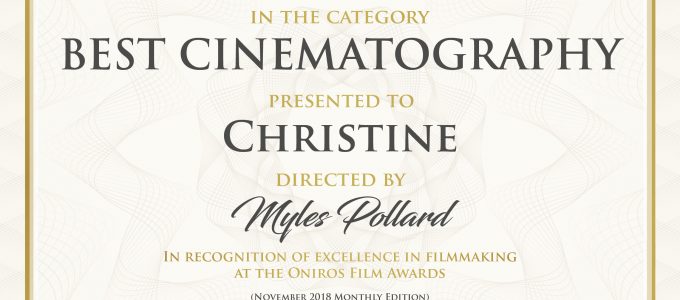 IN THE CATEGORY
BEST CINEMATOGRAPHY
PRESENTED TO
CHRISTINE
DIRECTED BY
Myles Pollard
IN RECOGNITION OF EXCELLENCE IN FILMMAKING
AT THE ONIROS FILM AWARDS
(NOVEMBER 2018 MONTHLY EDITION)